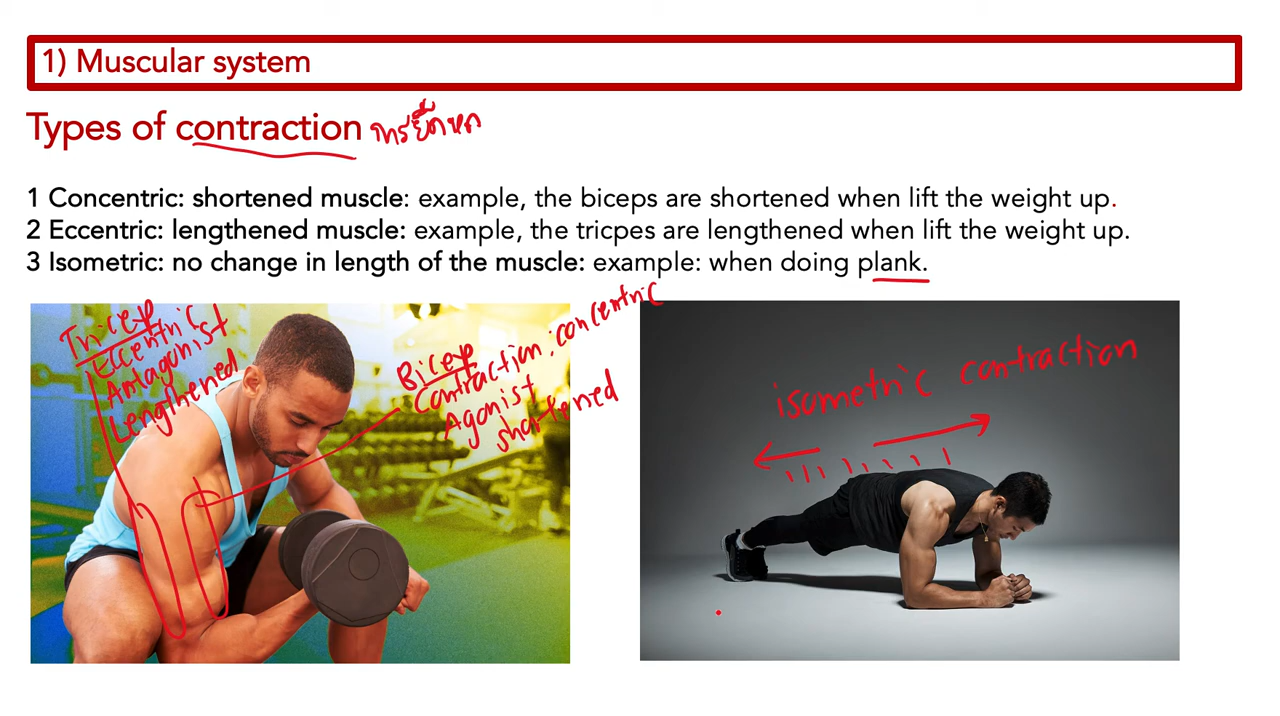 1) Muscular system
Types of contraction การยืดหด
1 Concentric: shortened muscle: example, the biceps are shortened when lift the weight up.
2 Eccentric: lengthened muscle: example, the tricpes are lengthened when lift the weight up.
3 Isometric: no change in length of the muscle: example: when doing plank.
Tricep
Eccentric
Antagonist
Lengthened
Bicep
Contraction: concentric
Agonist
shortened
isometric contraction